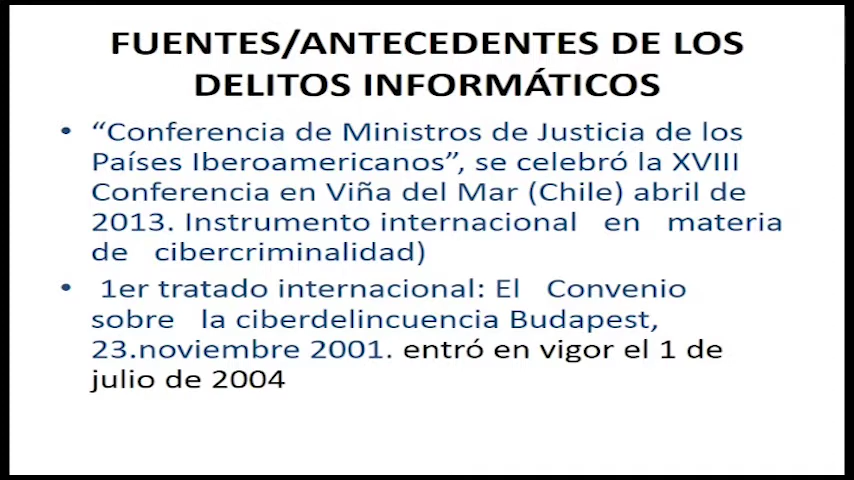 FUENTES/ANTECEDENTES DE LOS
DELITOS INFORMÁTICOS
• “Conferencia de Ministros de Justicia de los
Países Iberoamericanos”, se celebró la XVIII
Conferencia en Viña del Mar (Chile) abril de
2013. Instrumento internacional en materia
de cibercriminalidad)
• 1er tratado internacional: El Convenio
sobre la ciberdelincuencia Budapest,
23.noviembre 2001. entró en vigor el 1 de
julio de 2004